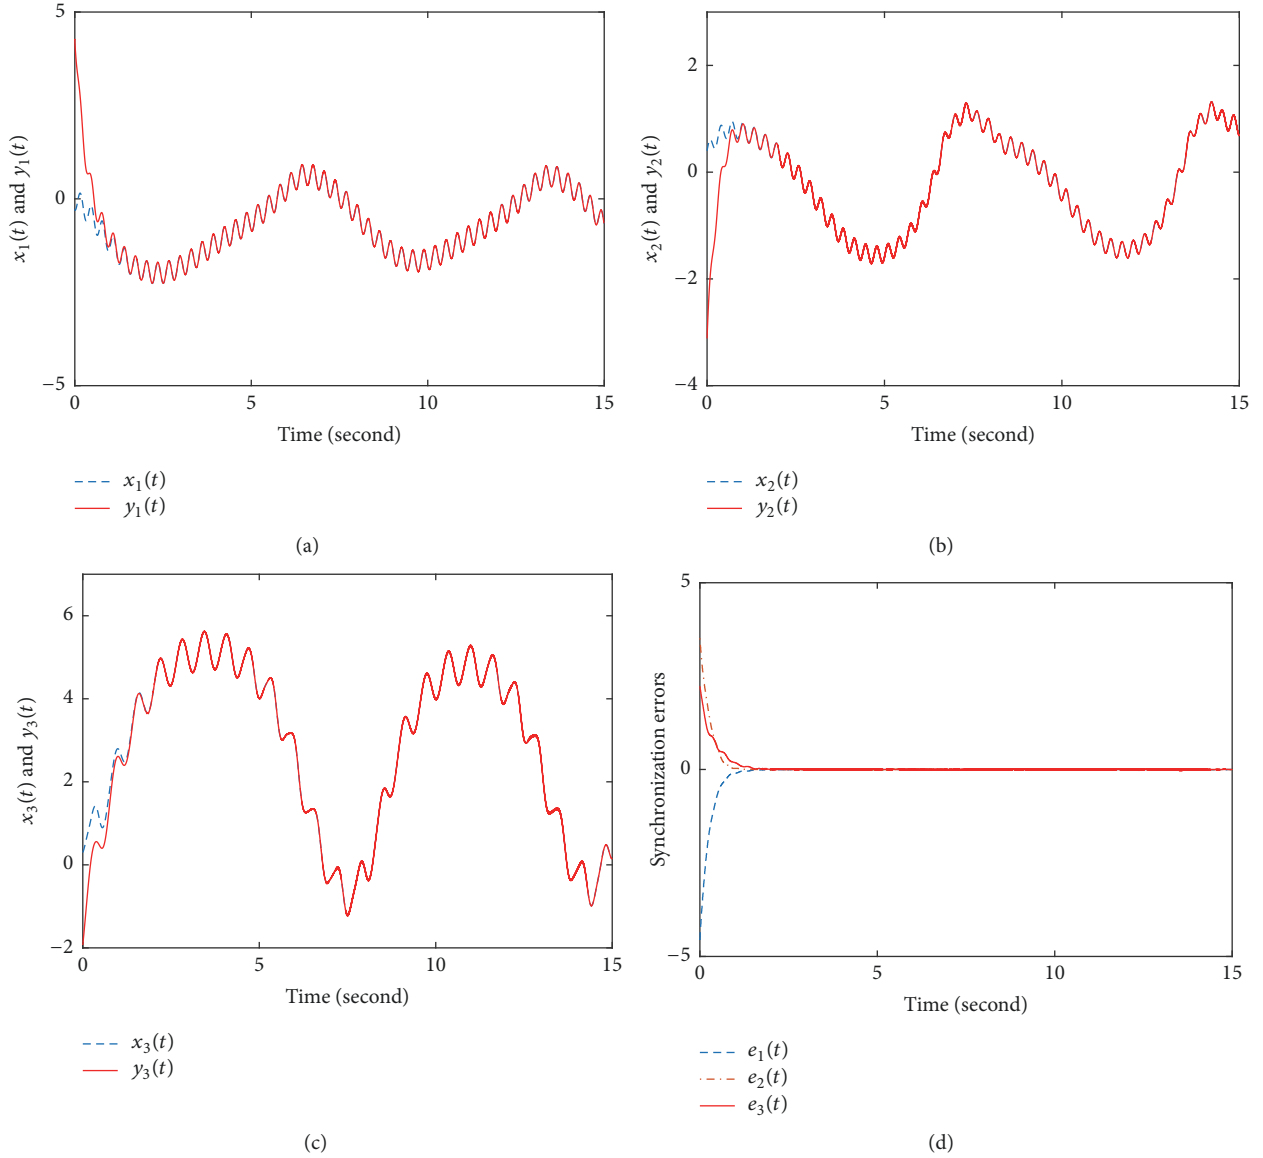 5
0
−5
x₁(t) and y₁(t)
0 5 10 15
Time (second)
x₁(t)
y₁(t)
(a)
2
0
−2
−4
x₂(t) and y₂(t)
0 5 10 15
Time (second)
x₂(t)
y₂(t)
(b)
6
4
2
0
−2
x₃(t) and y₃(t)
0 5 10 15
Time (second)
x₃(t)
y₃(t)
(c)
5
0
−5
Synchronization errors
0 5 10 15
Time (second)
e₁(t)
e₂(t)
e₃(t)
(d)